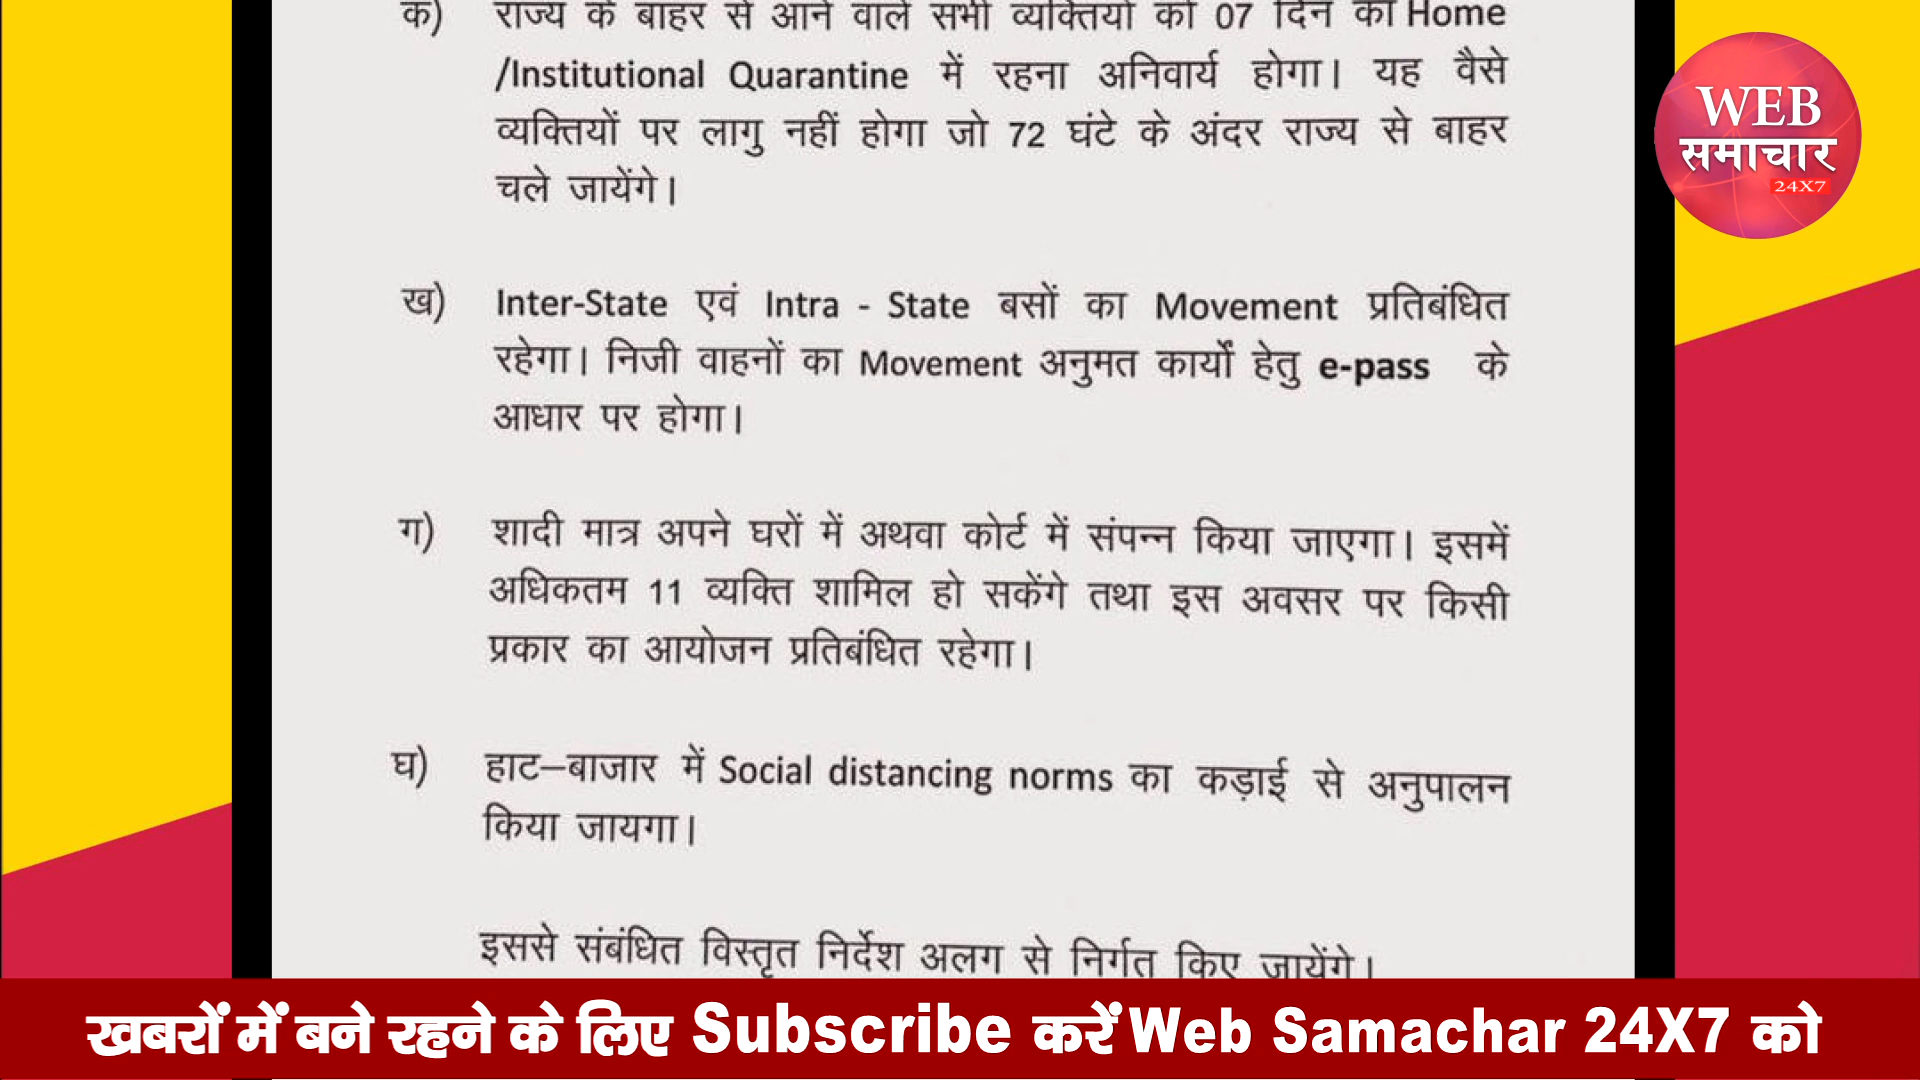 क) राज्य के बाहर से आने वाले सभी व्यक्तियों को 07 दिन का Home
/Institutional Quarantine में रहना अनिवार्य होगा। यह वैसे
व्यक्तियों पर लागु नहीं होगा जो 72 घंटे के अंदर राज्य से बाहर
चले जायेंगे।
ख) Inter-State एवं Intra - State बसों का Movement प्रतिबंधित
रहेगा। निजी वाहनों का Movement अनुमत कार्यों हेतु e-pass के
आधार पर होगा।
ग) शादी मात्र अपने घरों में अथवा कोर्ट में संपन्न किया जाएगा। इसमें
अधिकतम 11 व्यक्ति शामिल हो सकेंगे तथा इस अवसर पर किसी
प्रकार का आयोजन प्रतिबंधित रहेगा।
घ) हाट–बाजार में Social distancing norms का कड़ाई से अनुपालन
किया जायगा।
इससे संबंधित विस्तृत निर्देश अलग से निर्गत किए जायेंगे।
WEB
समाचार
24X7
खबरों में बने रहने के लिए Subscribe करें Web Samachar 24X7 को